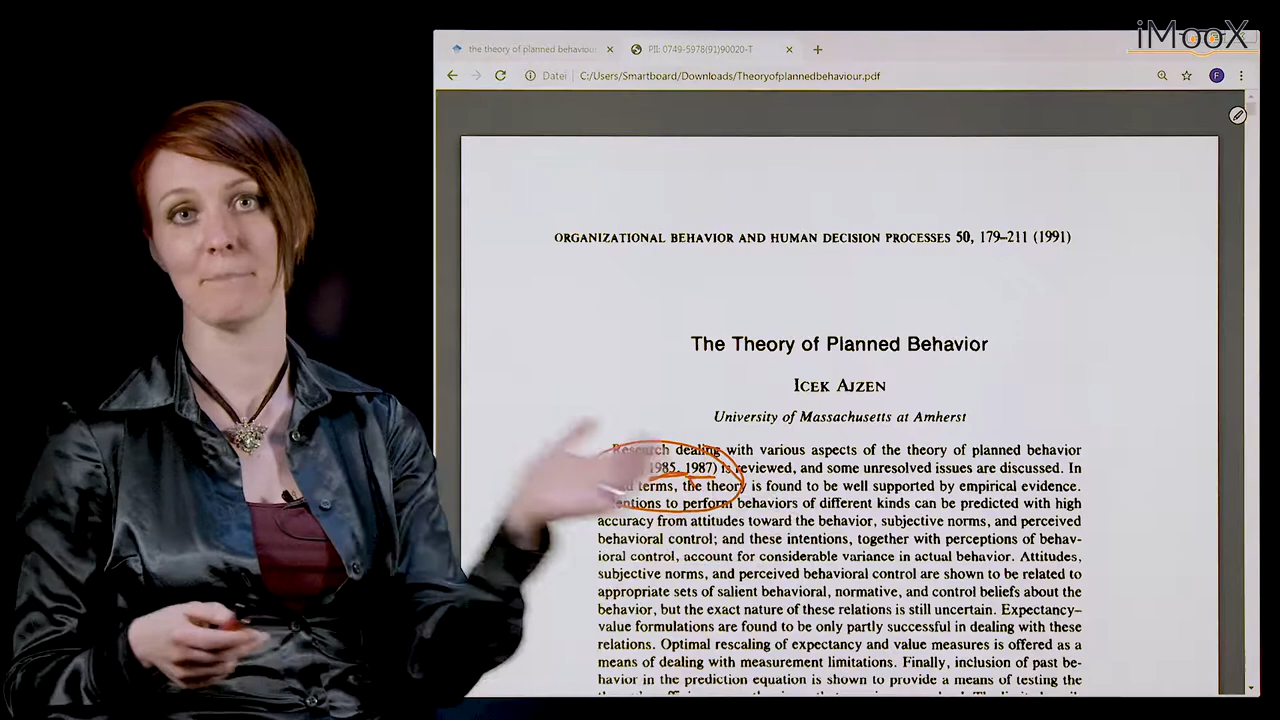 iMooX
the theory of planned behaviour
PII: 0749-5978(91)90020-T
Datei
C:/Users/Smartboard/Downloads/Theoryofplannedbehaviour.pdf
F
ORGANIZATIONAL BEHAVIOR AND HUMAN DECISION PROCESSES 50, 179–211 (1991)
The Theory of Planned Behavior
ICEK AJZEN
University of Massachusetts at Amherst
Research dealing with various aspects of the theory of planned behavior
1985, 1987) is reviewed, and some unresolved issues are discussed. In
terms, the theory is found to be well supported by empirical evidence.
to perform behaviors of different kinds can be predicted with high
accuracy from attitudes toward the behavior, subjective norms, and perceived
behavioral control; and these intentions, together with perceptions of behav-
ioral control, account for considerable variance in actual behavior. Attitudes,
subjective norms, and perceived behavioral control are shown to be related to
appropriate sets of salient behavioral, normative, and control beliefs about the
behavior, but the exact nature of these relations is still uncertain. Expectancy–
value formulations are found to be only partly successful in dealing with these
relations. Optimal rescaling of expectancy and value measures is offered as a
means of dealing with measurement limitations. Finally, inclusion of past be-
havior in the prediction equation is shown to provide a means of testing the